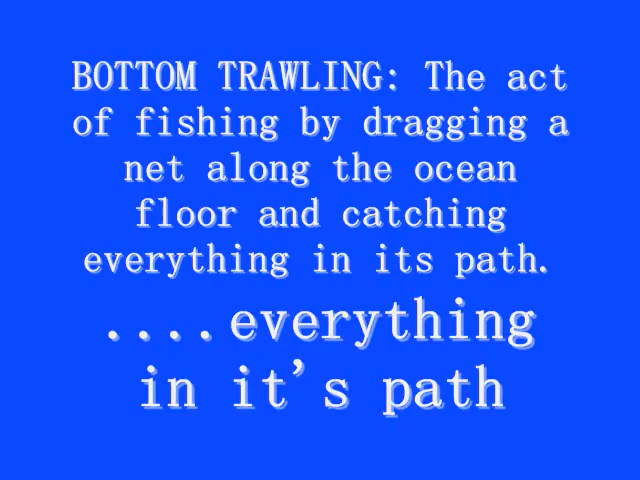 BOTTOM TRAWLING: The act
of fishing by dragging a
net along the ocean
floor and catching
everything in its path.
....everything
in it's path